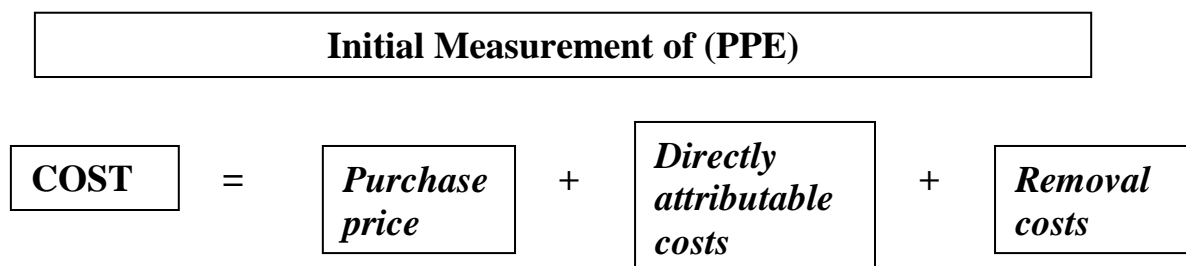 Initial Measurement of (PPE)
COST = Purchase price + Directly attributable costs + Removal costs